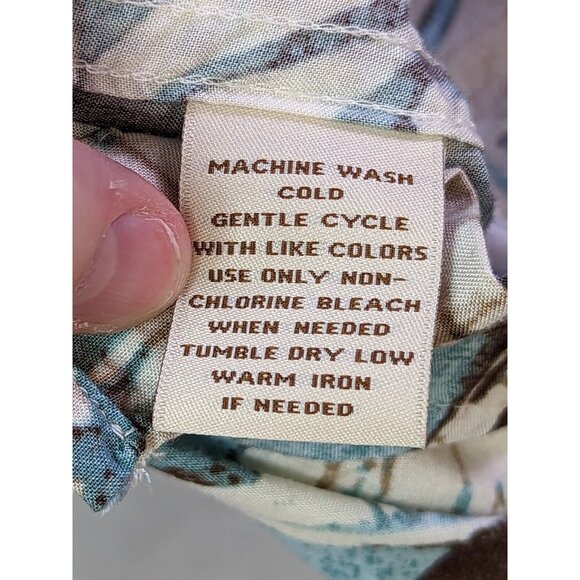 MACHINE WASH
COLD
GENTLE CYCLE
WITH LIKE COLORS
USE ONLY NON-
CHLORINE BLEACH
WHEN NEEDED
TUMBLE DRY LOW
WARM IRON
IF NEEDED